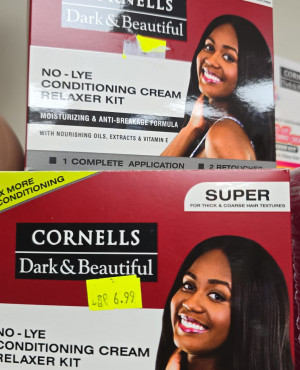 CORNELLS
Dark & Beautiful
NO - LYE
CONDITIONING CREAM
RELAXER KIT
MOISTURIZING & ANTI-BREAKAGE FORMULA
WITH NOURISHING OILS, EXTRACTS & VITAMIN E
1 COMPLETE APPLICATION 2 RETOUCHES
X MORE
CONDITIONING
SUPER
FOR THICK & COARSE HAIR TEXTURES
CORNELLS
Dark & Beautiful
6.99
NO - LYE
CONDITIONING CREAM
RELAXER KIT